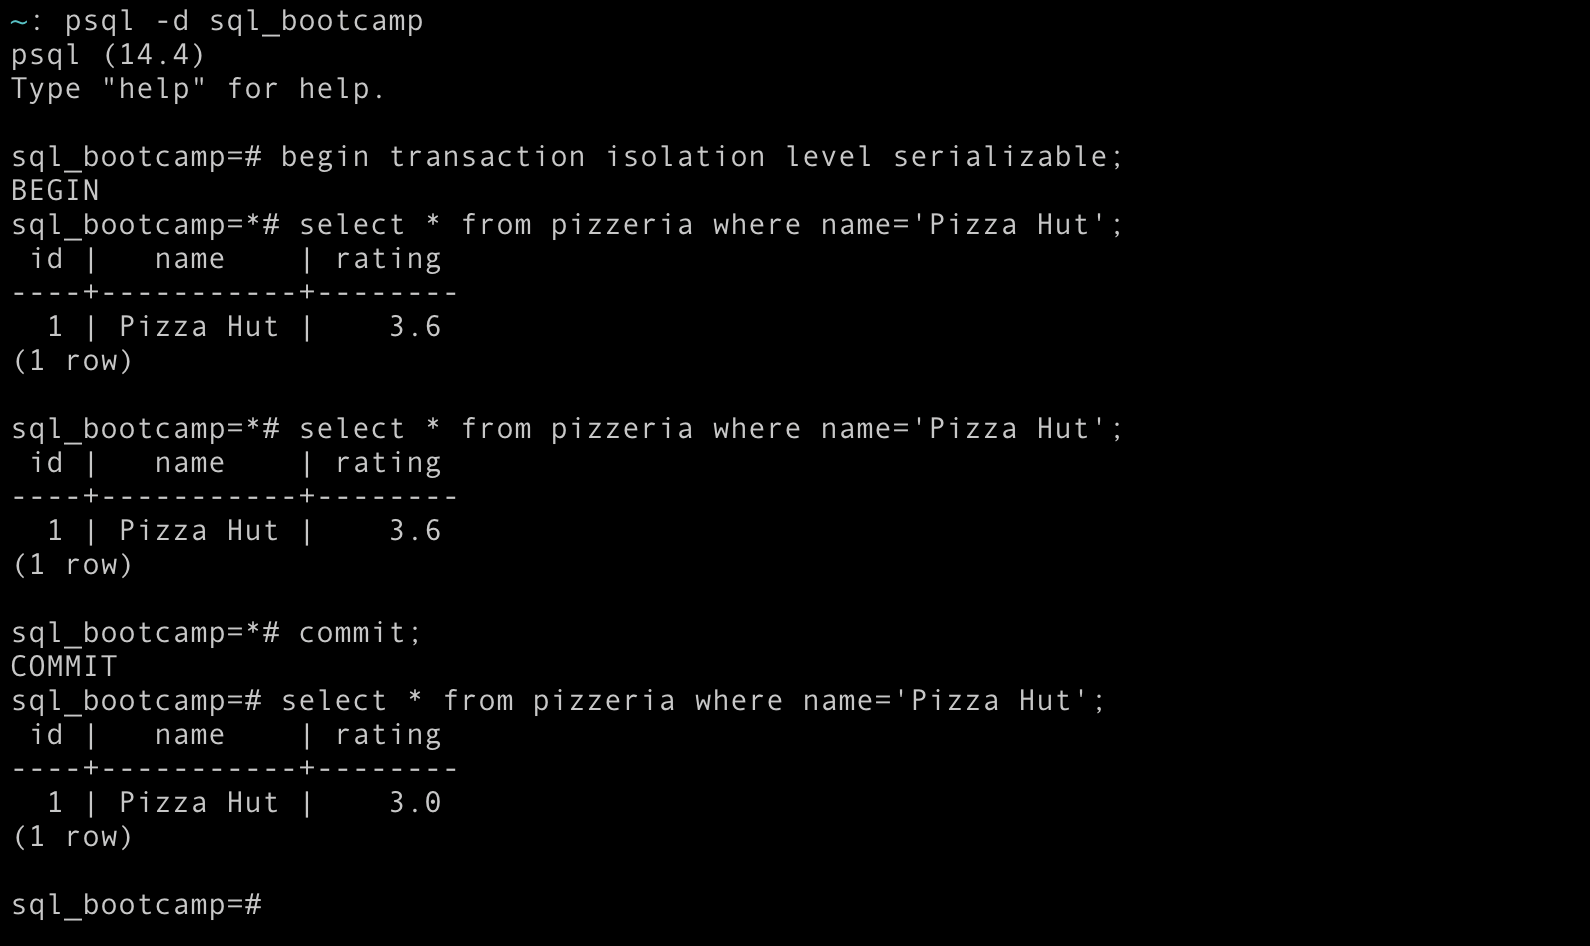 ~: psql -d sql_bootcamp
psql (14.4)
Type "help" for help.

sql_bootcamp=# begin transaction isolation level serializable;
BEGIN
sql_bootcamp=*# select * from pizzeria where name='Pizza Hut';
 id |   name    | rating
----+-----------+--------
  1 | Pizza Hut |    3.6
(1 row)

sql_bootcamp=*# select * from pizzeria where name='Pizza Hut';
 id |   name    | rating
----+-----------+--------
  1 | Pizza Hut |    3.6
(1 row)

sql_bootcamp=*# commit;
COMMIT
sql_bootcamp=# select * from pizzeria where name='Pizza Hut';
 id |   name    | rating
----+-----------+--------
  1 | Pizza Hut |    3.0
(1 row)

sql_bootcamp=#